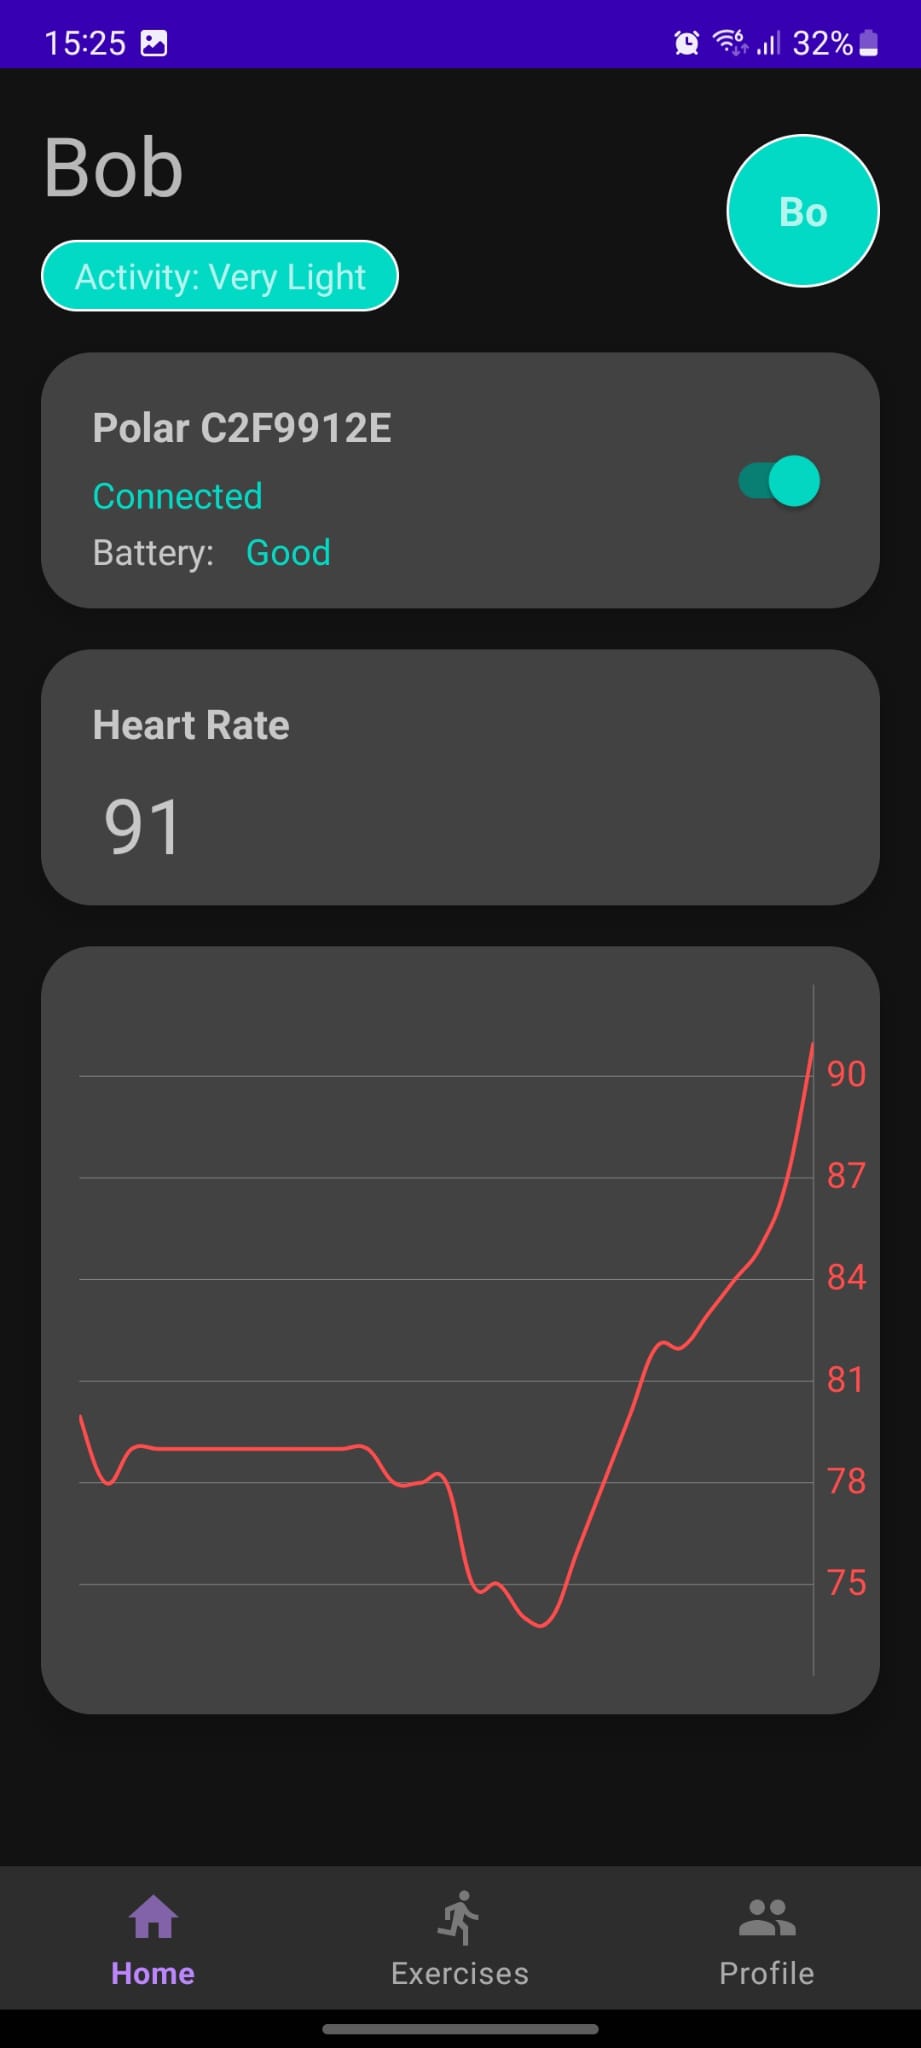 15:25 32%
Bob
Bo
Activity: Very Light
Polar C2F9912E
Connected
Battery: Good
Heart Rate
91
90
87
84
81
78
75
Home Exercises Profile